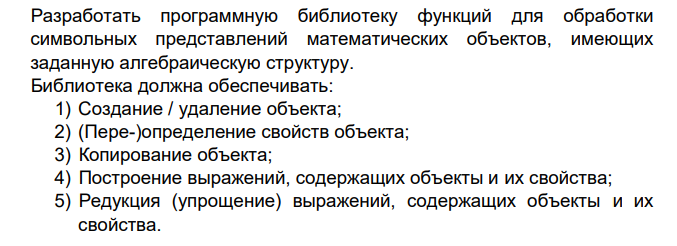 Разработать программную библиотеку функций для обработки
символьных представлений математических объектов, имеющих
заданную алгебраическую структуру.
Библиотека должна обеспечивать:
1) Создание / удаление объекта;
2) (Пере-)определение свойств объекта;
3) Копирование объекта;
4) Построение выражений, содержащих объекты и их свойства;
5) Редукция (упрощение) выражений, содержащих объекты и их
свойства.